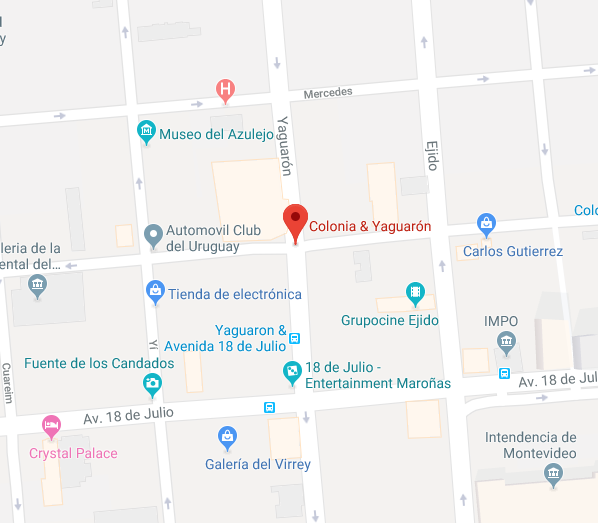 y
Mercedes
H
Museo del Azulejo
Yaguarón
Ejido
Colonia & Yaguarón
Colo
Automovil Club
del Uruguay
Carlos Gutierrez
leria de la
ental del...
Tienda de electrónica
Grupocine Ejido
IMPO
Yaguaron &
Avenida 18 de Julio
Yi
Cuareim
Fuente de los Candados
18 de Julio -
Entertainment Maroñas
Av. 18 de Jul
Av. 18 de Julio
Crystal Palace
Galería del Virrey
Intendencia de
Montevideo